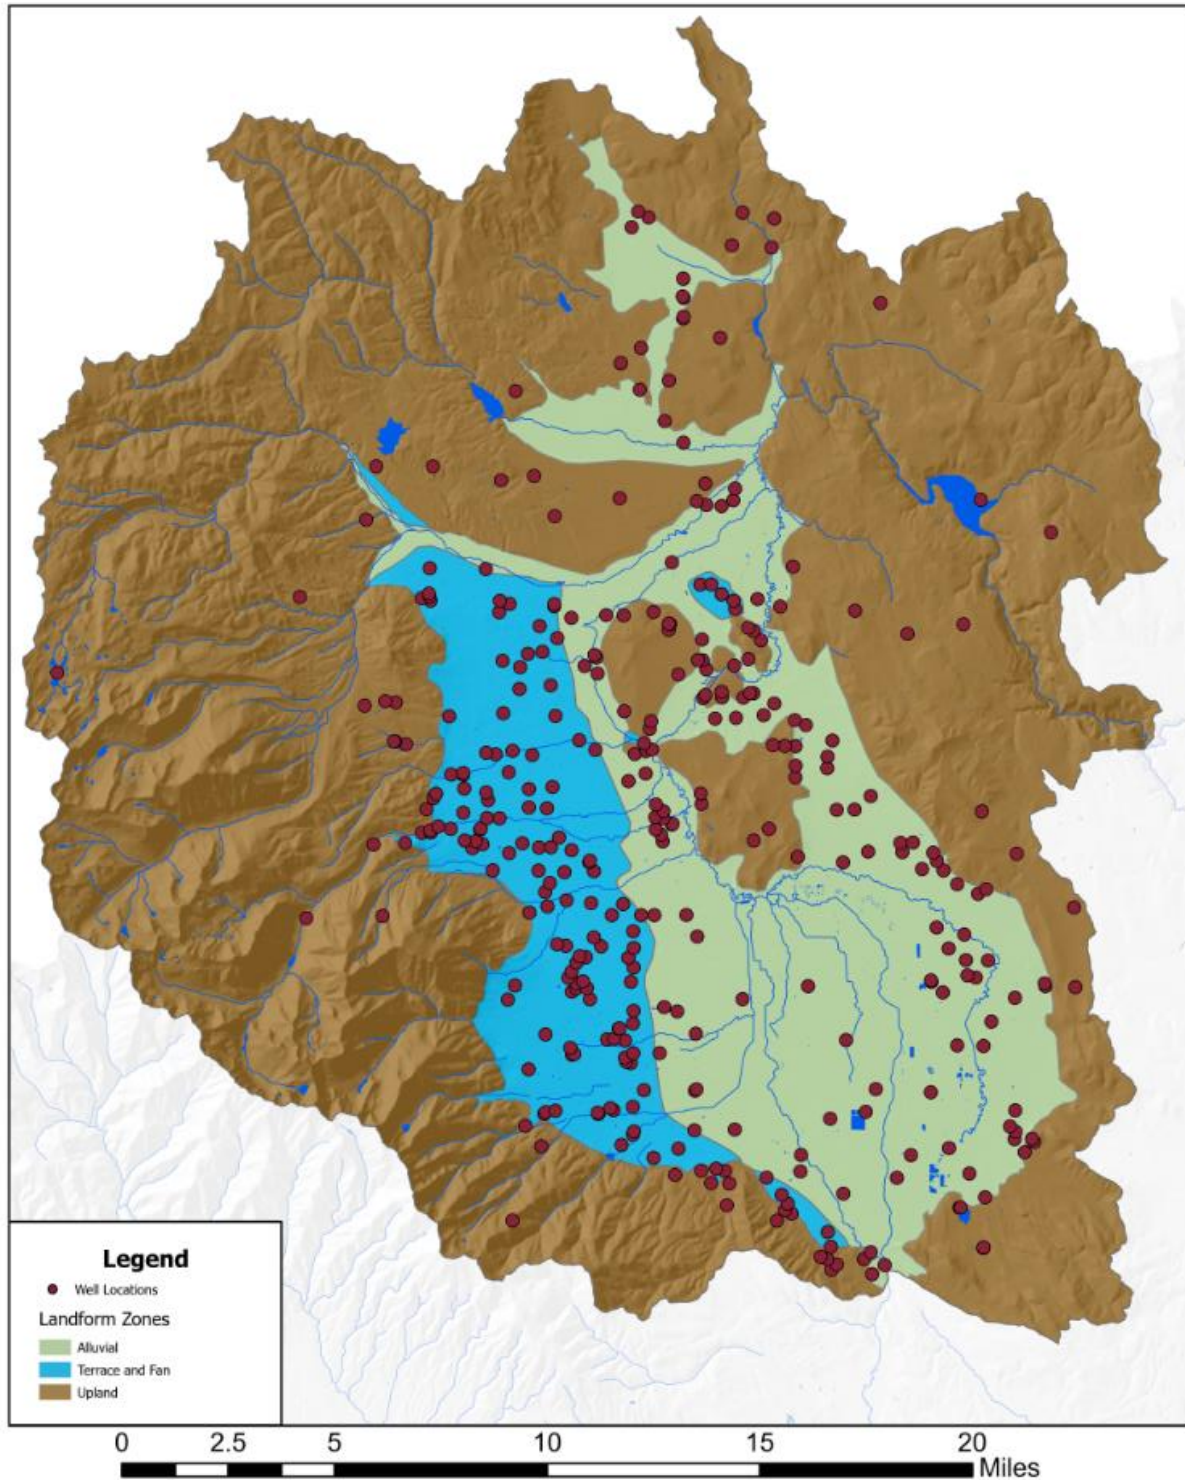 Legend
Well Locations
Landform Zones
Alluvial
Terrace and Fan
Upland
0 2.5 5 10 15 20
Miles